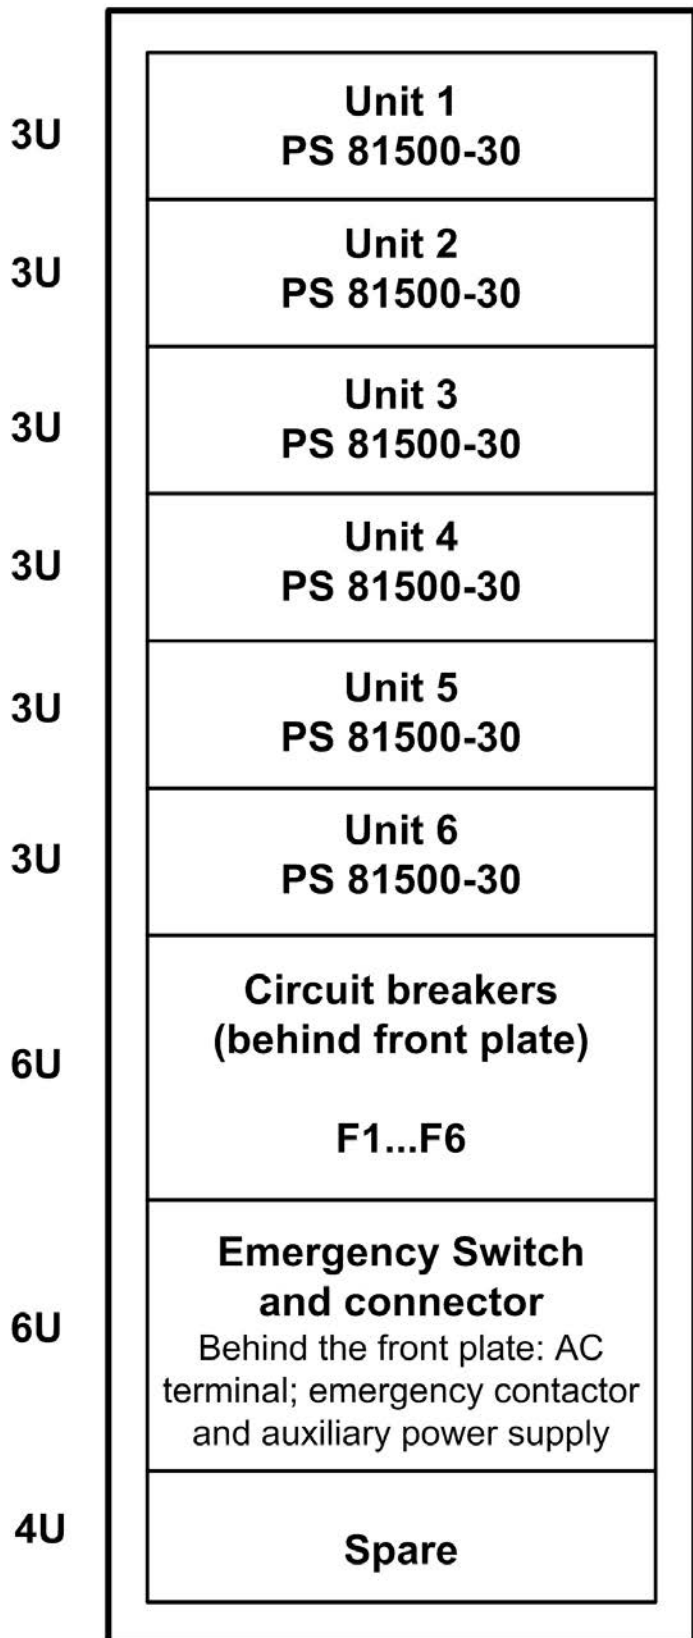 3U
Unit 1
PS 81500-30
3U
Unit 2
PS 81500-30
3U
Unit 3
PS 81500-30
3U
Unit 4
PS 81500-30
3U
Unit 5
PS 81500-30
3U
Unit 6
PS 81500-30
6U
Circuit breakers
(behind front plate)
F1...F6
6U
Emergency Switch
and connector
Behind the front plate: AC
terminal; emergency contactor
and auxiliary power supply
4U
Spare